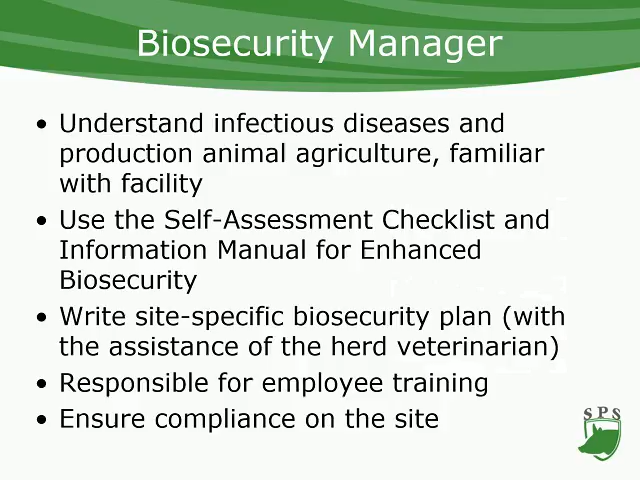 Biosecurity Manager
• Understand infectious diseases and
production animal agriculture, familiar
with facility
• Use the Self-Assessment Checklist and
Information Manual for Enhanced
Biosecurity
• Write site-specific biosecurity plan (with
the assistance of the herd veterinarian)
• Responsible for employee training
• Ensure compliance on the site
SPS